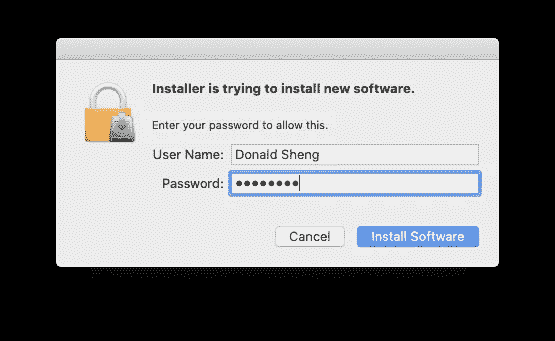 Installer is trying to install new software.
Enter your password to allow this.
User Name: Donald Sheng
Password: ••••••••
Cancel Install Software